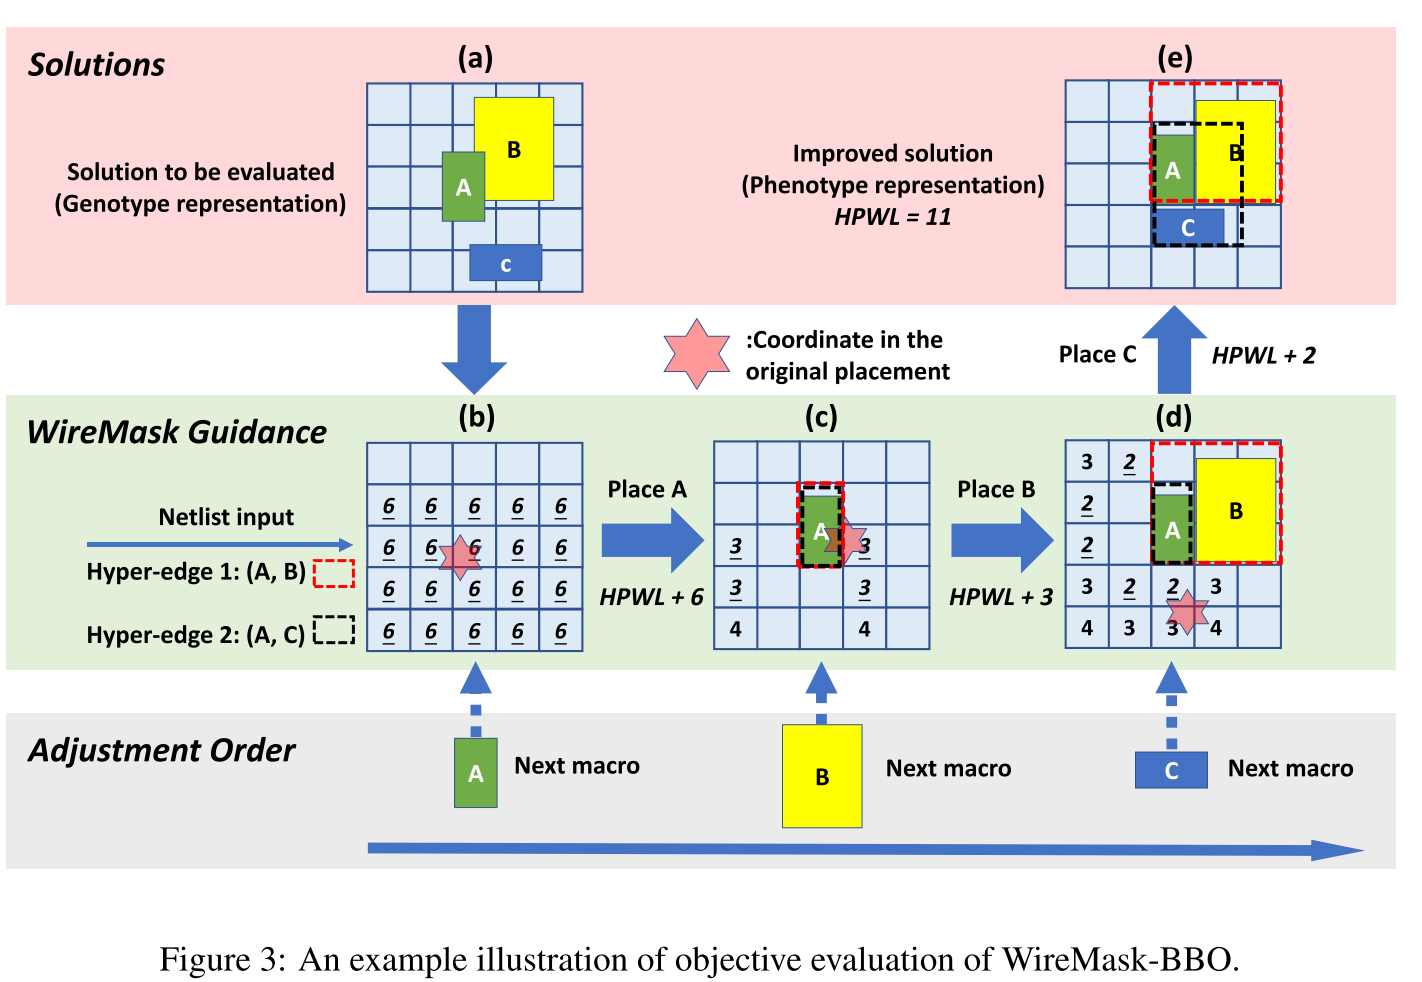 Solutions
(a)
(e)
B
A
c
Solution to be evaluated
(Genotype representation)
Improved solution
(Phenotype representation)
HPWL = 11
B
A
C
:Coordinate in the
original placement
Place C
HPWL + 2
WireMask Guidance
(b)
(c)
(d)
Netlist input
Hyper-edge 1: (A, B)
Hyper-edge 2: (A, C)
6 6 6 6 6
6 6 6 6 6
6 6 6 6 6
6 6 6 6 6
Place A
HPWL + 6
A
3 3
3 3
4 4
Place B
HPWL + 3
3 2
2
2
A
B
3 2 2 3
4 3 3 4
Adjustment Order
A
Next macro
B
Next macro
C
Next macro
Figure 3: An example illustration of objective evaluation of WireMask-BBO.